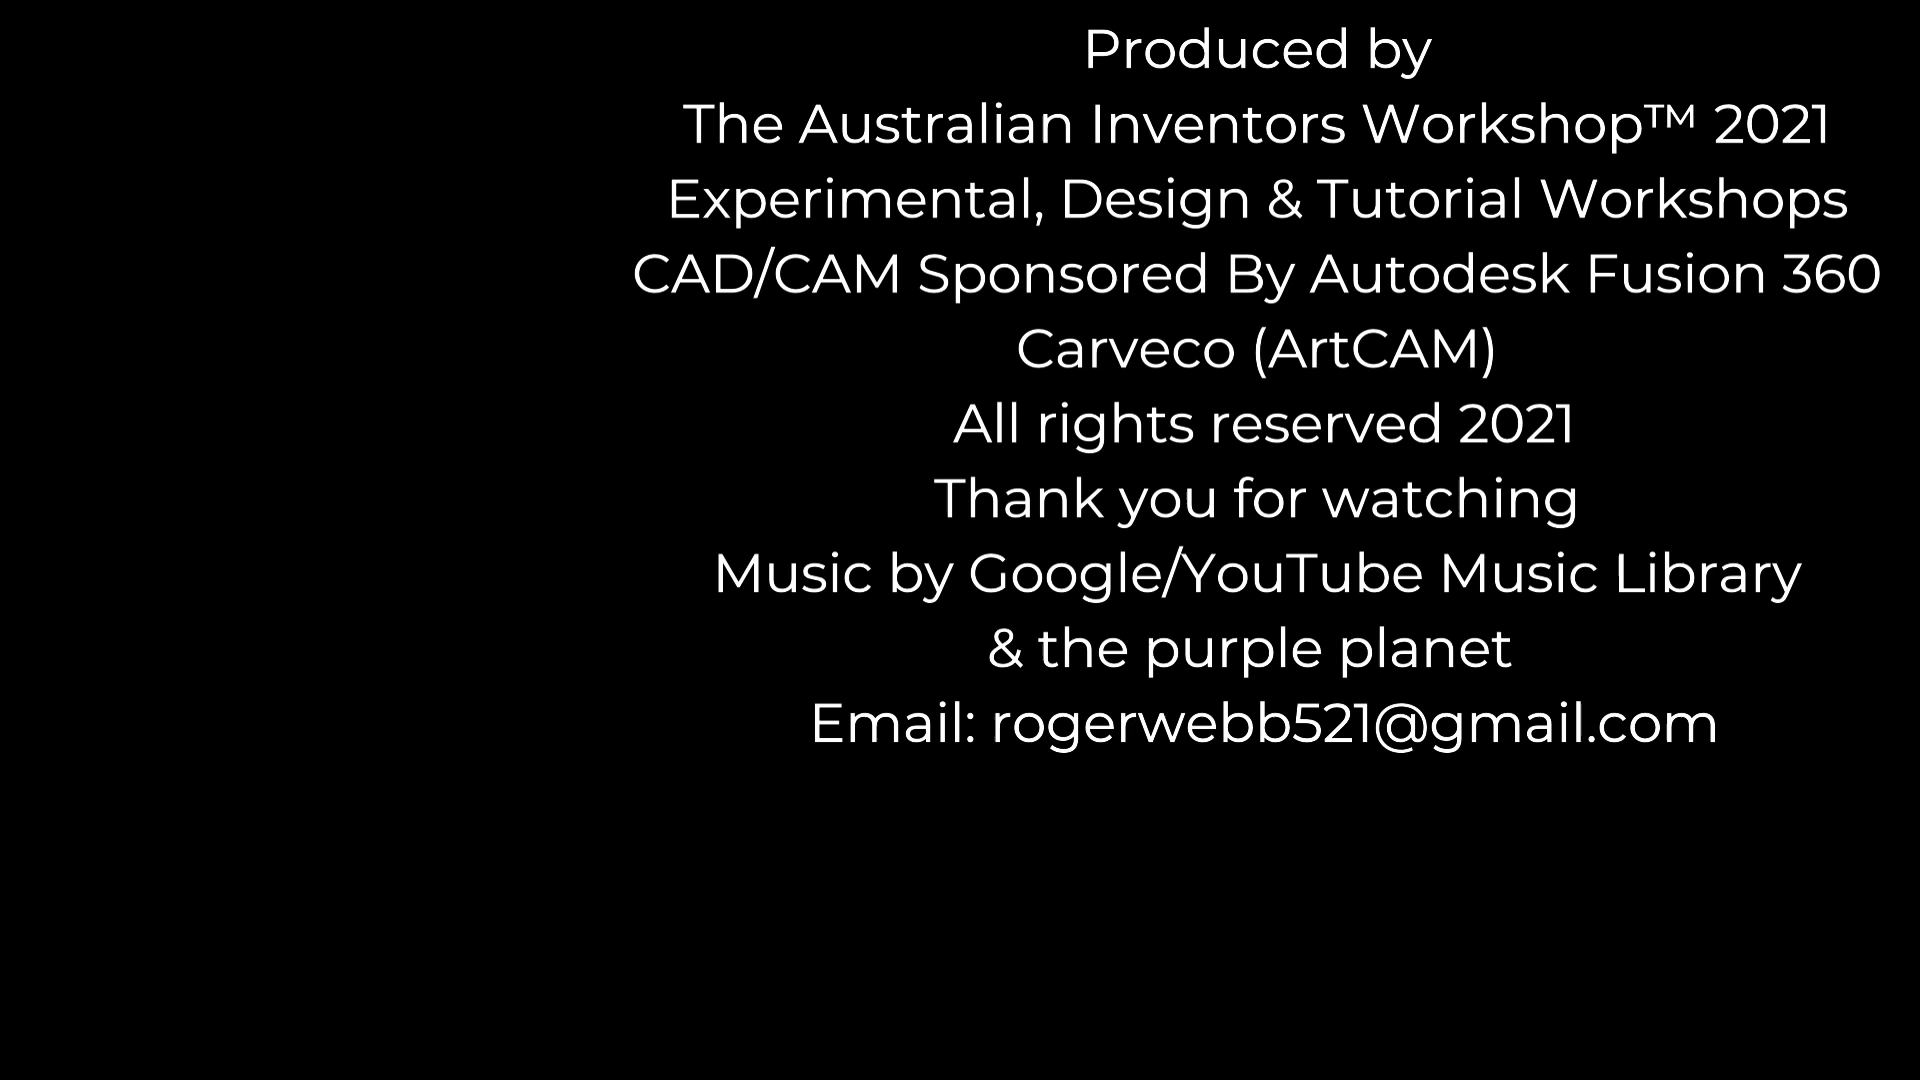 Produced by
The Australian Inventors Workshop™ 2021
Experimental, Design & Tutorial Workshops
CAD/CAM Sponsored By Autodesk Fusion 360
Carveco (ArtCAM)
All rights reserved 2021
Thank you for watching
Music by Google/YouTube Music Library
& the purple planet
Email: rogerwebb521@gmail.com